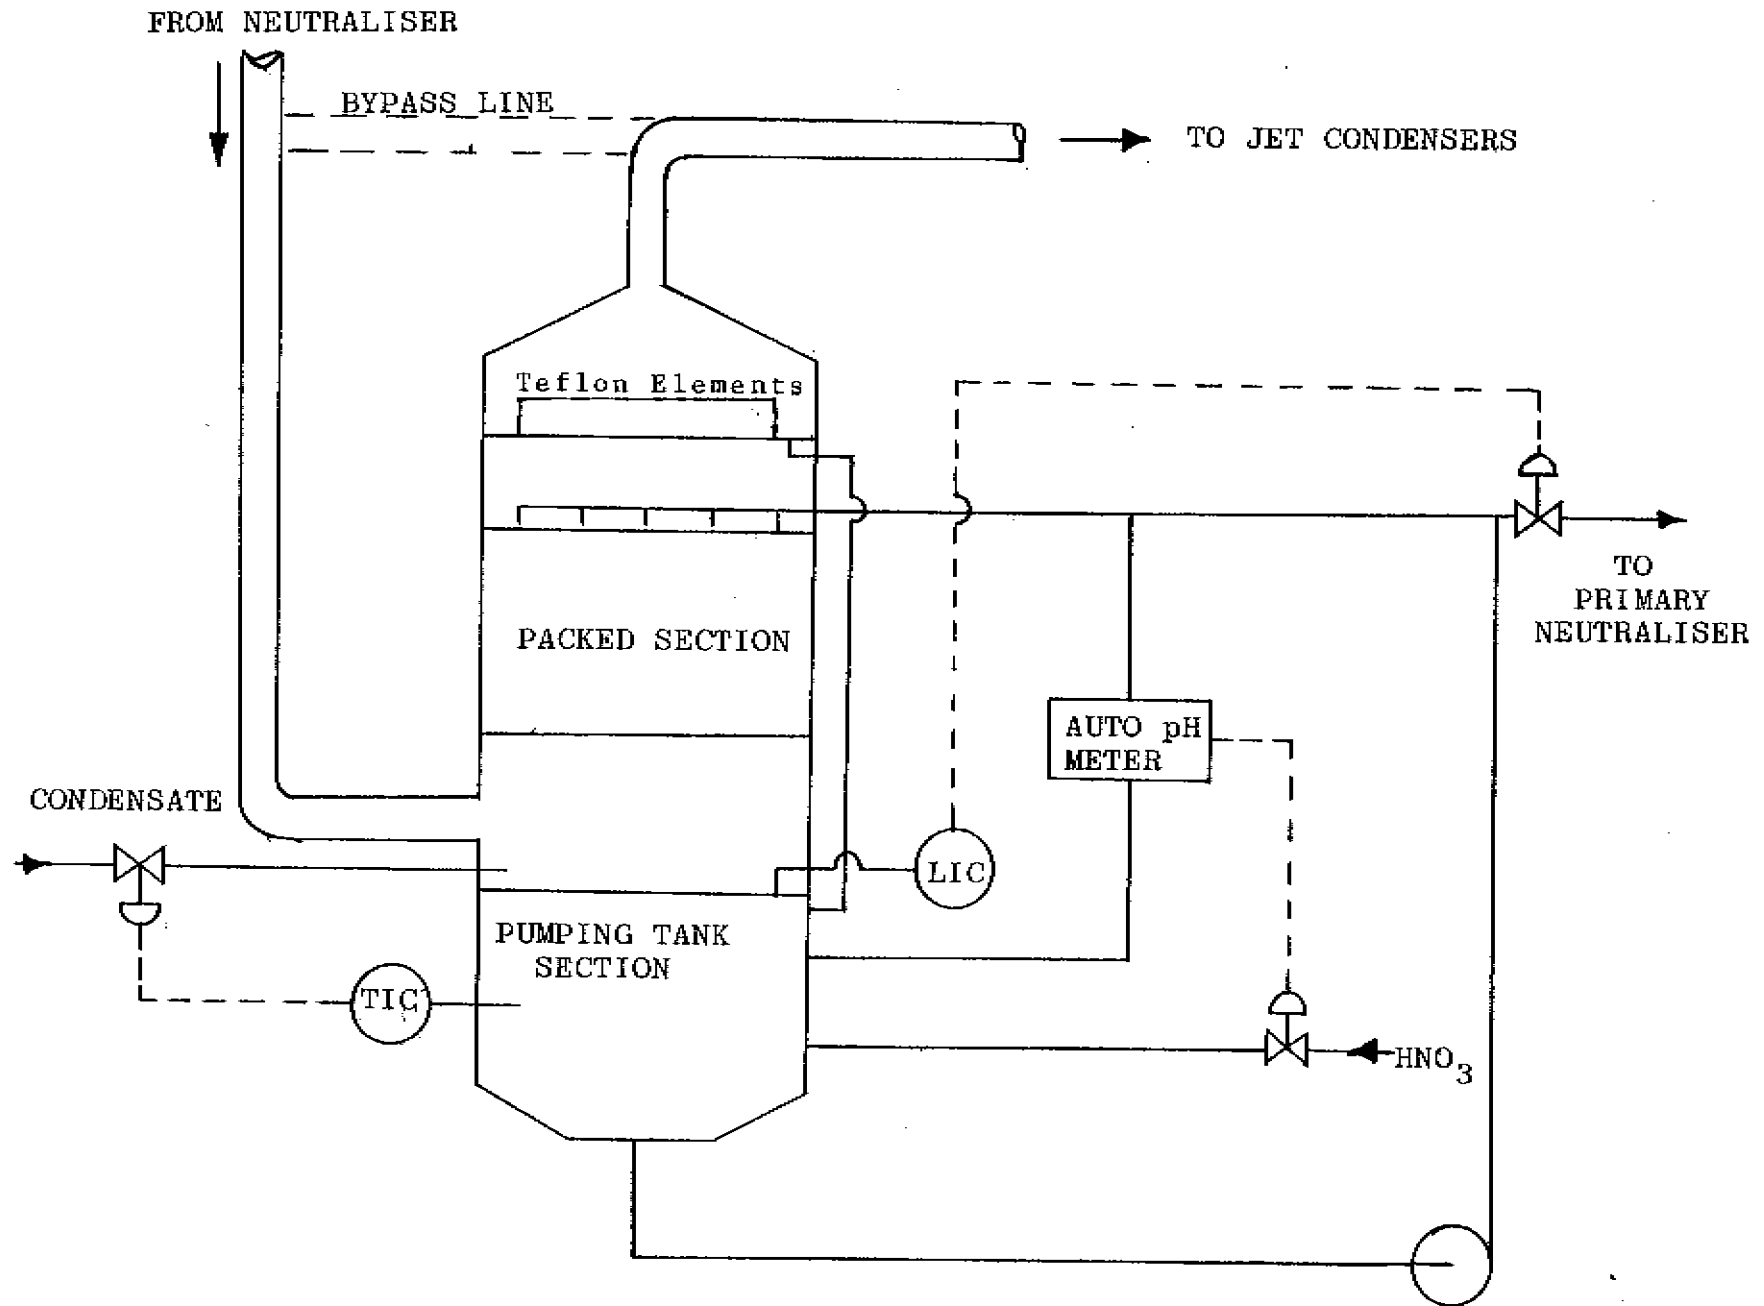 FROM NEUTRALISER
BYPASS LINE
TO JET CONDENSERS
Teflon Elements
TO
PRIMARY
NEUTRALISER
PACKED SECTION
AUTO pH
METER
CONDENSATE
LIC
PUMPING TANK
SECTION
TIC
HNO3